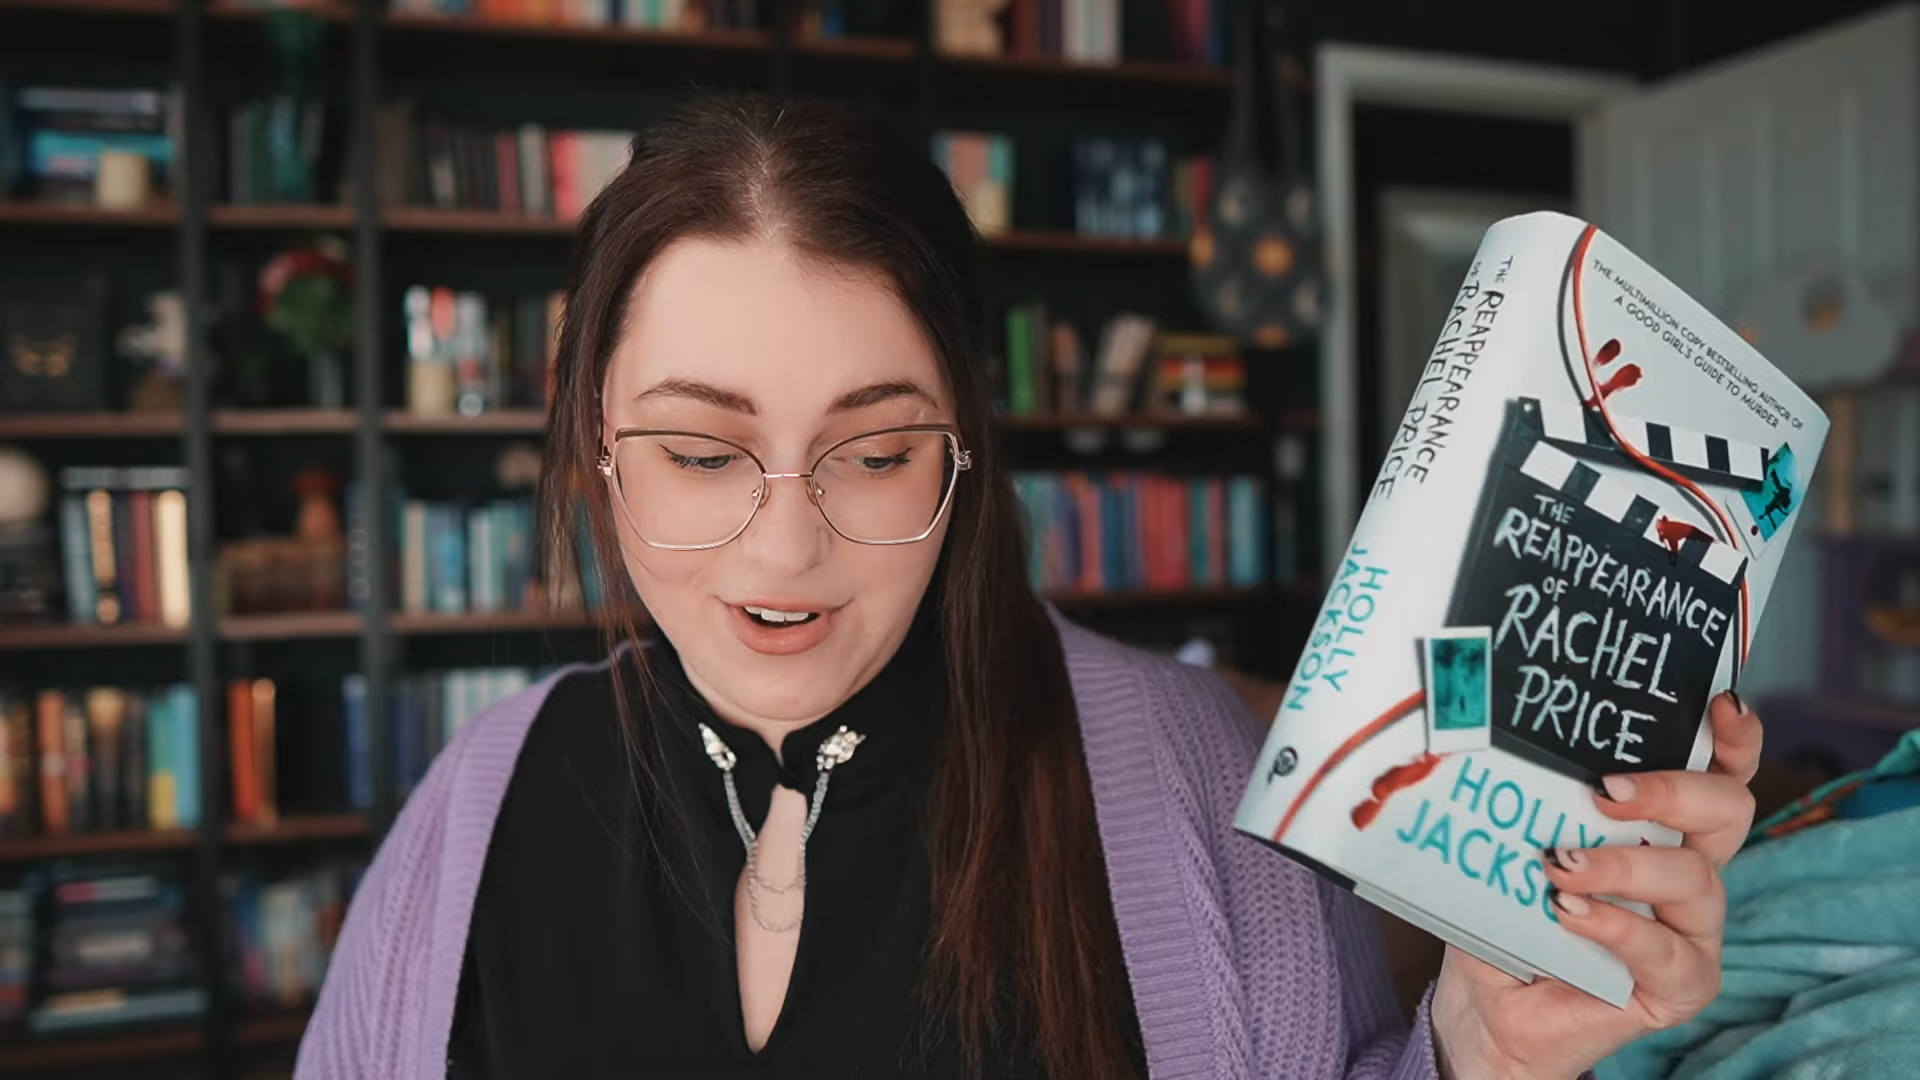 THE REAPPEARANCE
OF RACHEL PRICE
HOLLY
JACKSON
THE MULTIMILLION COPY BESTSELLING AUTHOR OF
A GOOD GIRL'S GUIDE TO MURDER
THE
REAPPEARANCE
OF
RACHEL
PRICE
HOLLY
JACKSO